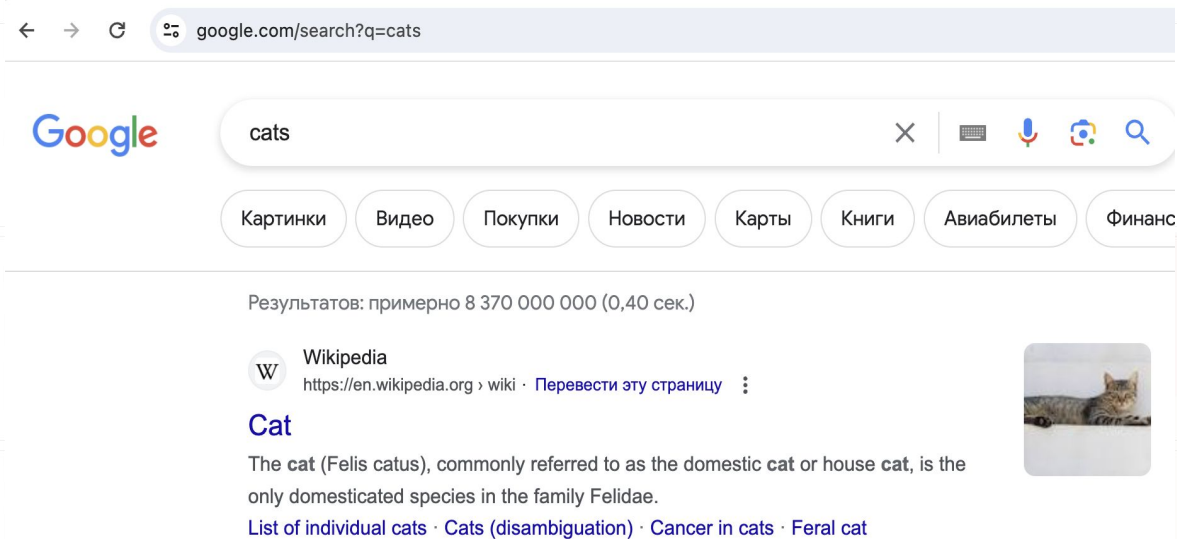 google.com/search?q=cats
Google
cats
Картинки
Видео
Покупки
Новости
Карты
Книги
Авиабилеты
Финанс
Результатов: примерно 8 370 000 000 (0,40 сек.)
W
Wikipedia
https://en.wikipedia.org › wiki · Перевести эту страницу
Cat
The cat (Felis catus), commonly referred to as the domestic cat or house cat, is the
only domesticated species in the family Felidae.
List of individual cats · Cats (disambiguation) · Cancer in cats · Feral cat